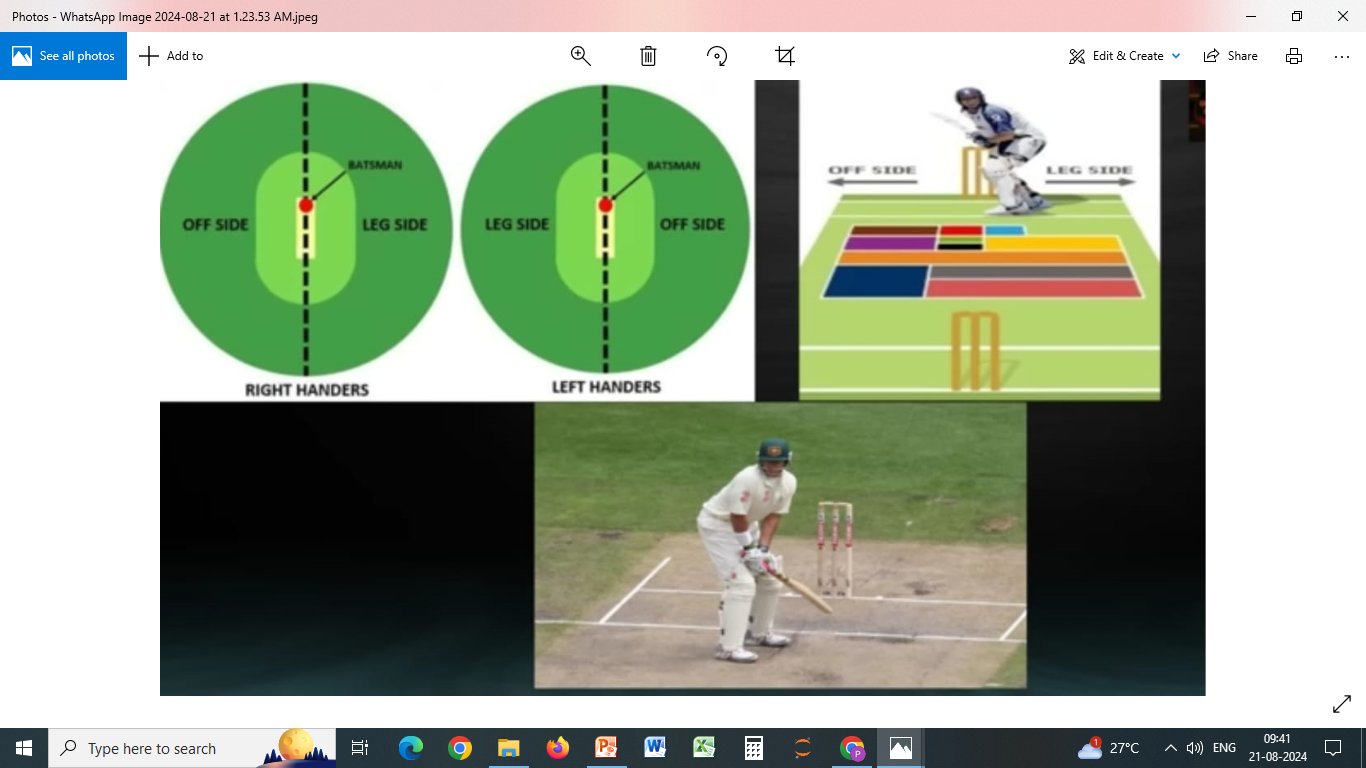 Photos - WhatsApp Image 2024-08-21 at 1.23.53 AM.jpeg
See all photos
Add to
Edit & Create
Share
BATSMAN
OFF SIDE
LEG SIDE
RIGHT HANDERS
BATSMAN
LEG SIDE
OFF SIDE
LEFT HANDERS
OFF SIDE
LEG SIDE
Type here to search
1
27°C
ENG
09:41
21-08-2024